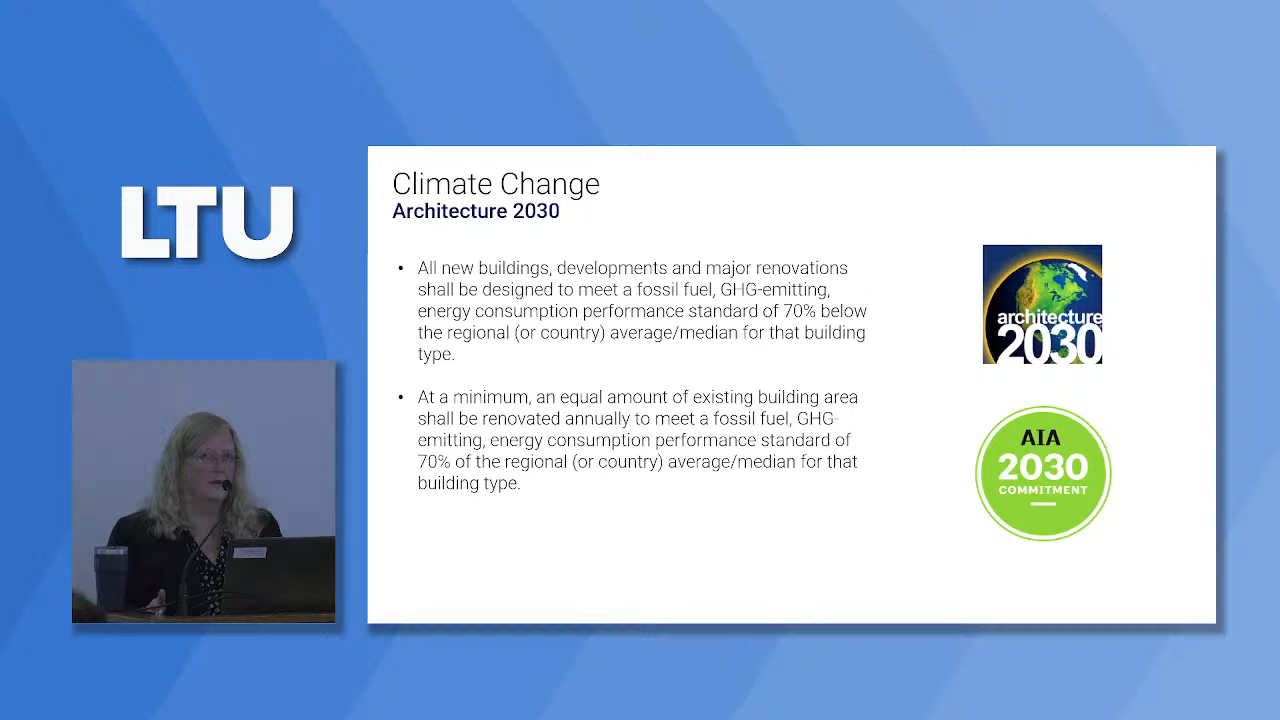 LTU
Climate Change
Architecture 2030
• All new buildings, developments and major renovations
shall be designed to meet a fossil fuel, GHG-emitting,
energy consumption performance standard of 70% below
the regional (or country) average/median for that building
type.
• At a minimum, an equal amount of existing building area
shall be renovated annually to meet a fossil fuel, GHG-
emitting, energy consumption performance standard of
70% of the regional (or country) average/median for that
building type.
architecture
2030
AIA
2030
COMMITMENT